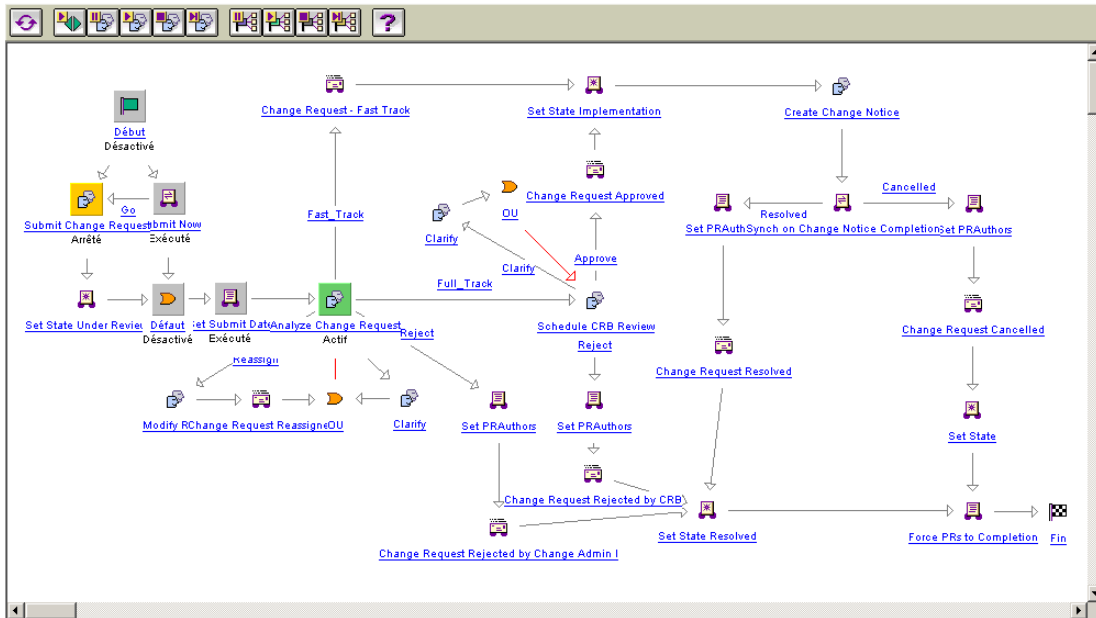 ?
Change Request - Fast Track
Set State Implementation
Create Change Notice
Début
Désactivé
Change Request Approved
Cancelled
Go
OU
Submit Change Request
bmit Now
Arrêté
Exécuté
Fast_Track
Clarify
Resolved
Set PRAuth
Synch on Change Notice Completion
Set PRAuthors
Clarify
Approve
Full_Track
Set State Under Review
Défaut
et Submit Date
Analyze Change Request
Schedule CRB Review
Désactivé
Exécuté
Actif
Reject
Reject
Change Request Cancelled
Reassign
Change Request Resolved
Modify R
Change Request Reassigne
OU
Clarify
Set PRAuthors
Set PRAuthors
Set State
Change Request Rejected by CRB
Change Request Rejected by Change Admin I
Set State Resolved
Force PRs to Completion
Fin